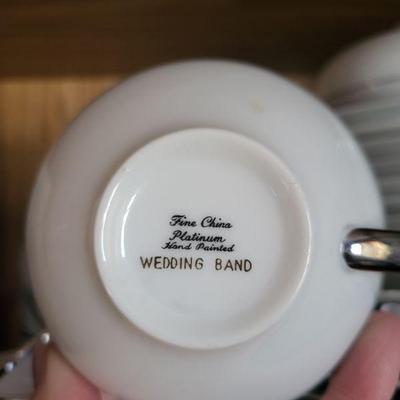 Fine China
Platinum
Hand Painted
WEDDING BAND